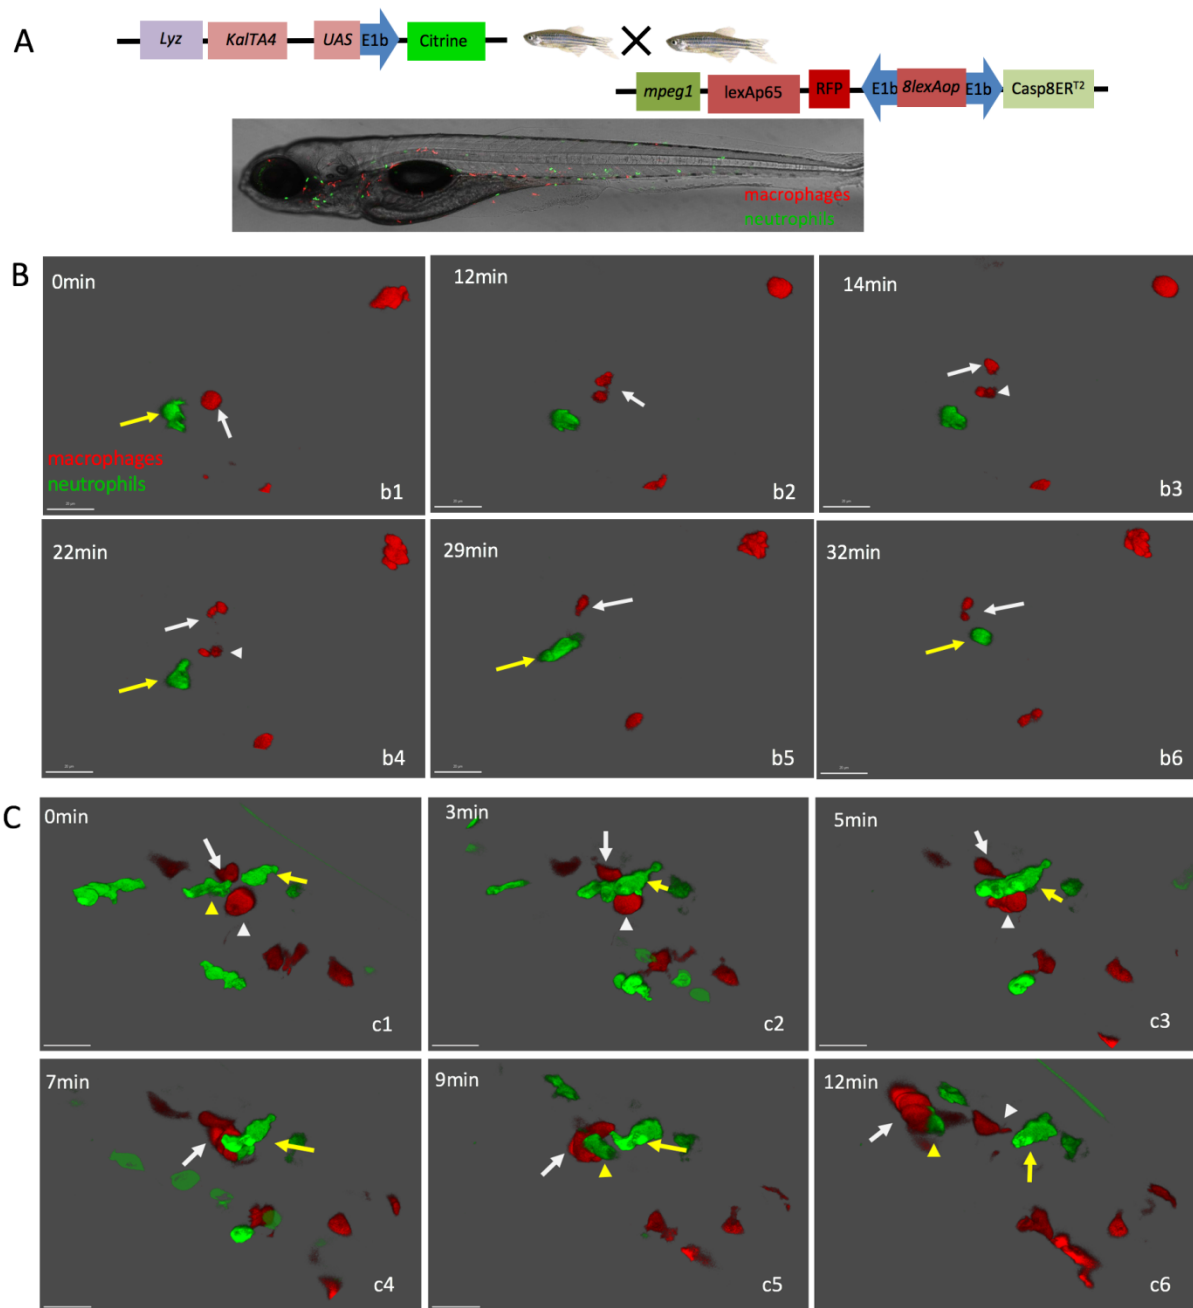 A
Lyz KalTA4 UAS E1b Citrine
mpeg1 lexAp65 RFP E1b 8lexAop E1b Casp8ERT2
macrophages
neutrophils
B
0min
12min
14min
macrophages
neutrophils
b1
b2
b3
22min
29min
32min
b4
b5
b6
C
0min
3min
5min
c1
c2
c3
7min
9min
12min
c4
c5
c6